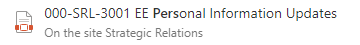 000-SRL-3001 EE Personal Information Updates
On the site Strategic Relations